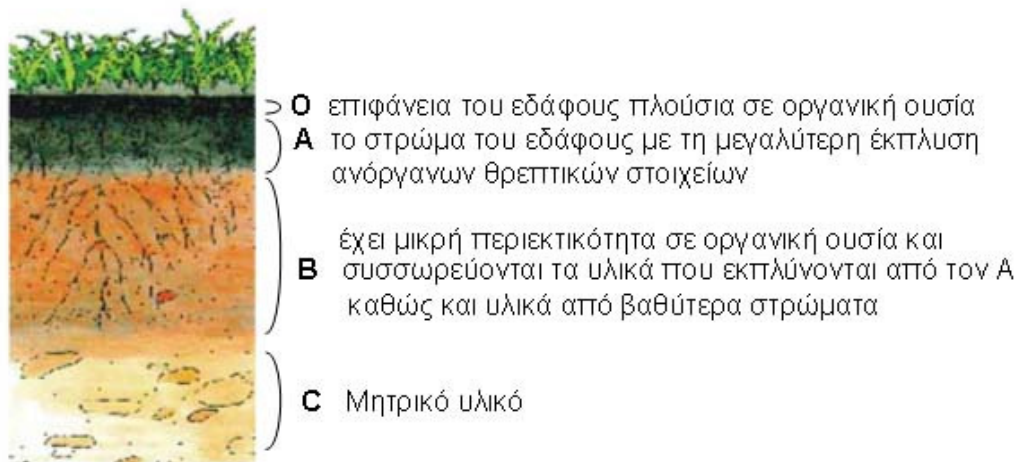 Ο επιφάνεια του εδάφους πλούσια σε οργανική ουσία
Α το στρώμα του εδάφους με τη μεγαλύτερη έκπλυση
ανόργανων θρεπτικών στοιχείων
έχει μικρή περιεκτικότητα σε οργανική ουσία και
Β συσσωρεύονται τα υλικά που εκπλύνονται από τον Α
καθώς και υλικά από βαθύτερα στρώματα
C Μητρικό υλικό